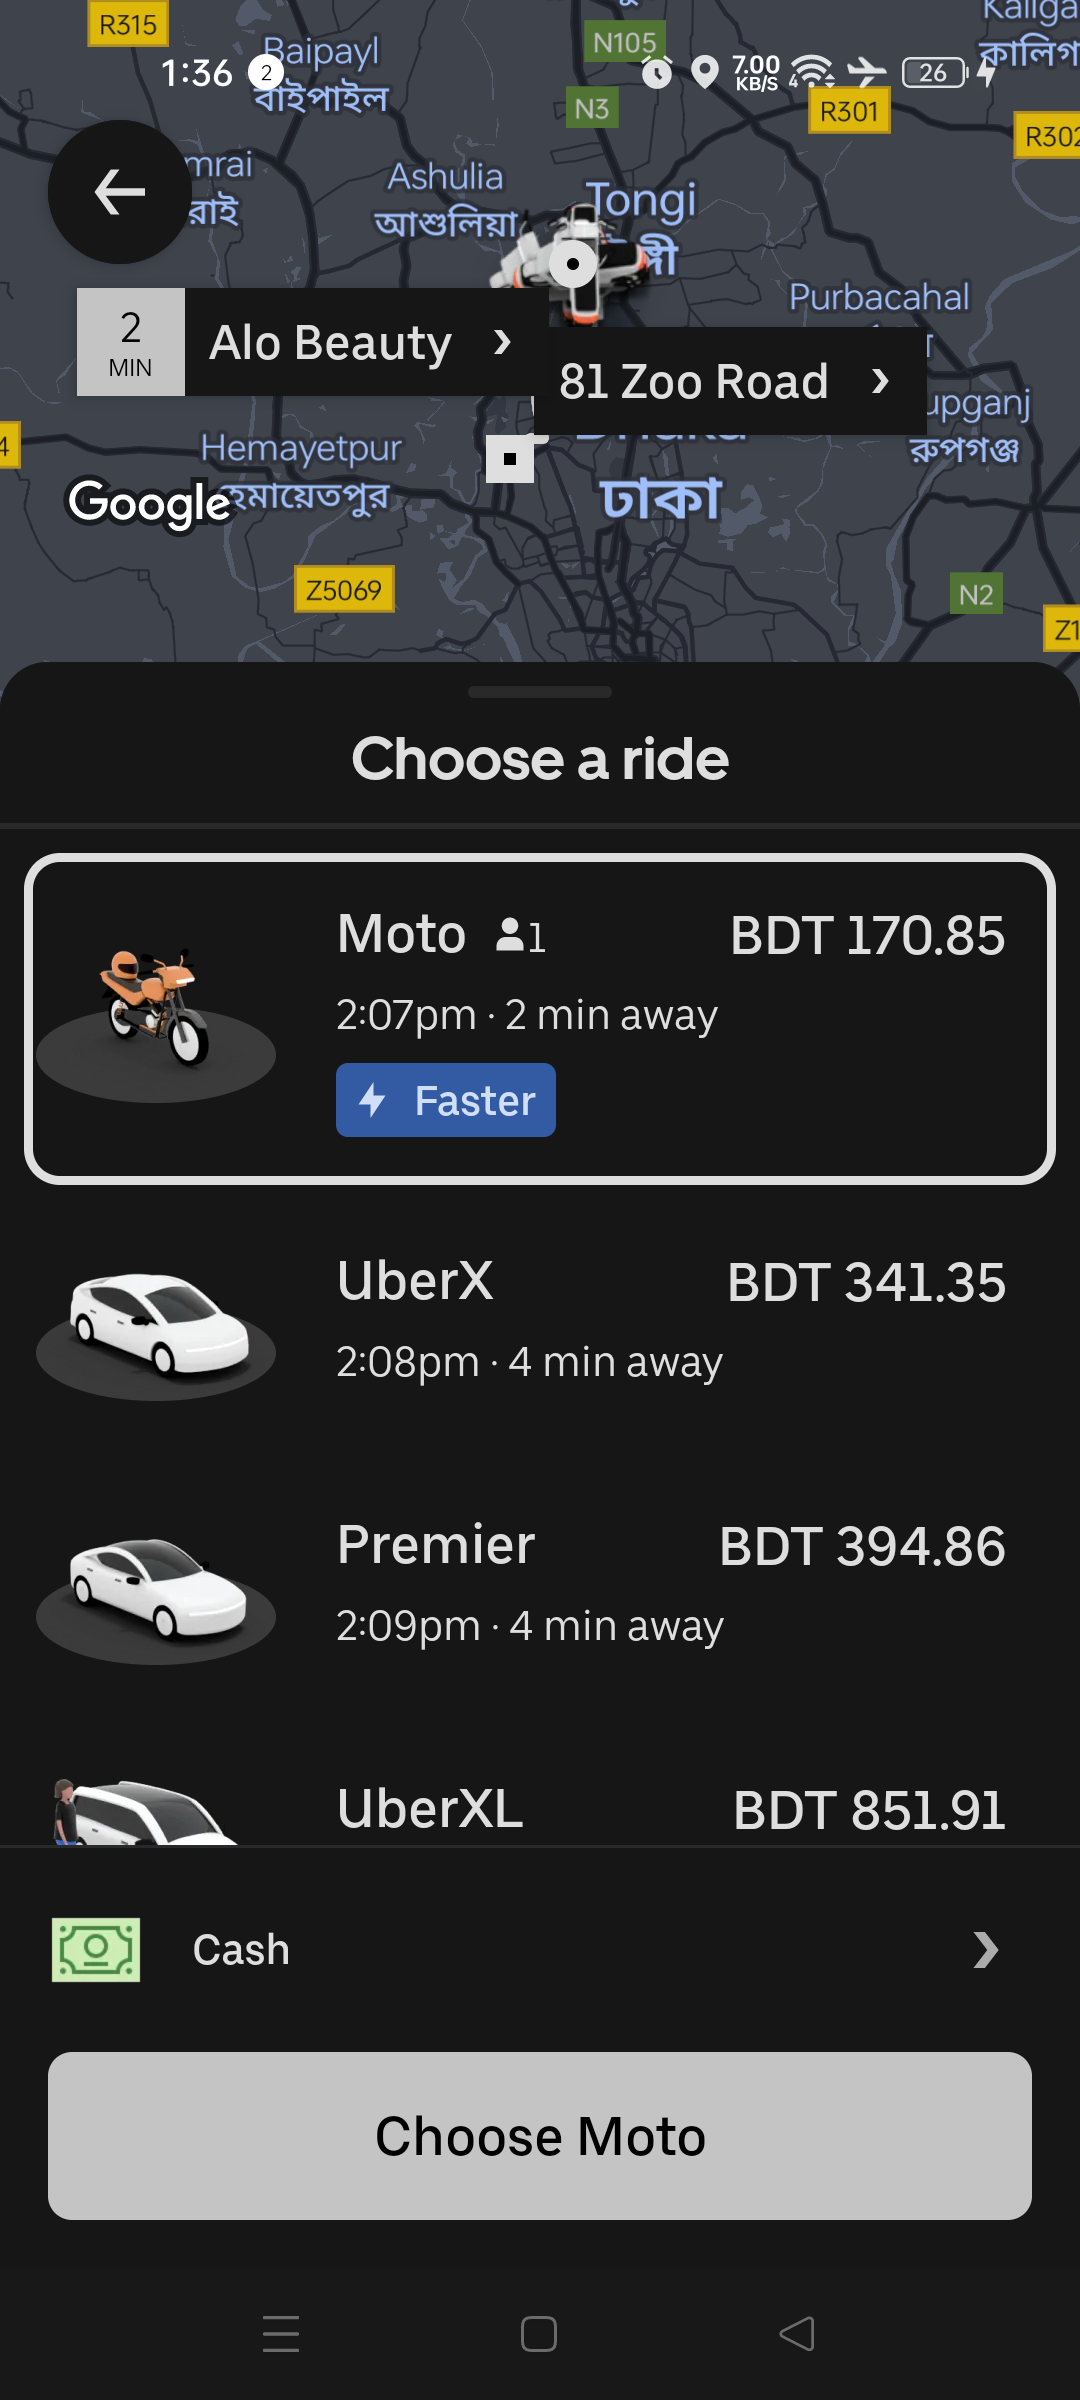 R315
Baipayl
বাইপাইল
N105
কালিগ
1:36 2
7.00
KB/S
4
26
N3
R301
R302
mrai
রাই
Ashulia
আশুলিয়া
Tongi
ঙ্গী
Purbacahal
2
MIN
Alo Beauty
81 Zoo Road
upganj
রুপগঞ্জ
4
Hemayetpur
হেমায়েতপুর
Google
Dhaka
ঢাকা
Z5069
N2
Z1
Choose a ride
Moto 1 BDT 170.85
2:07pm · 2 min away
Faster
UberX BDT 341.35
2:08pm · 4 min away
Premier BDT 394.86
2:09pm · 4 min away
UberXL BDT 851.91
Cash
Choose Moto